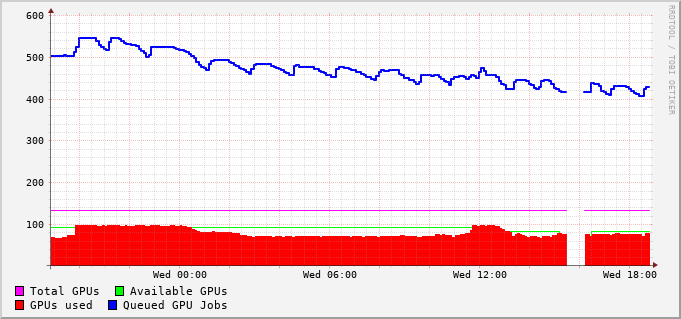 600
500
400
300
200
100
Wed 00:00 Wed 06:00 Wed 12:00 Wed 18:00
Total GPUs Available GPUs
GPUs used Queued GPU Jobs
RRDTOOL / TOBI OETIKER